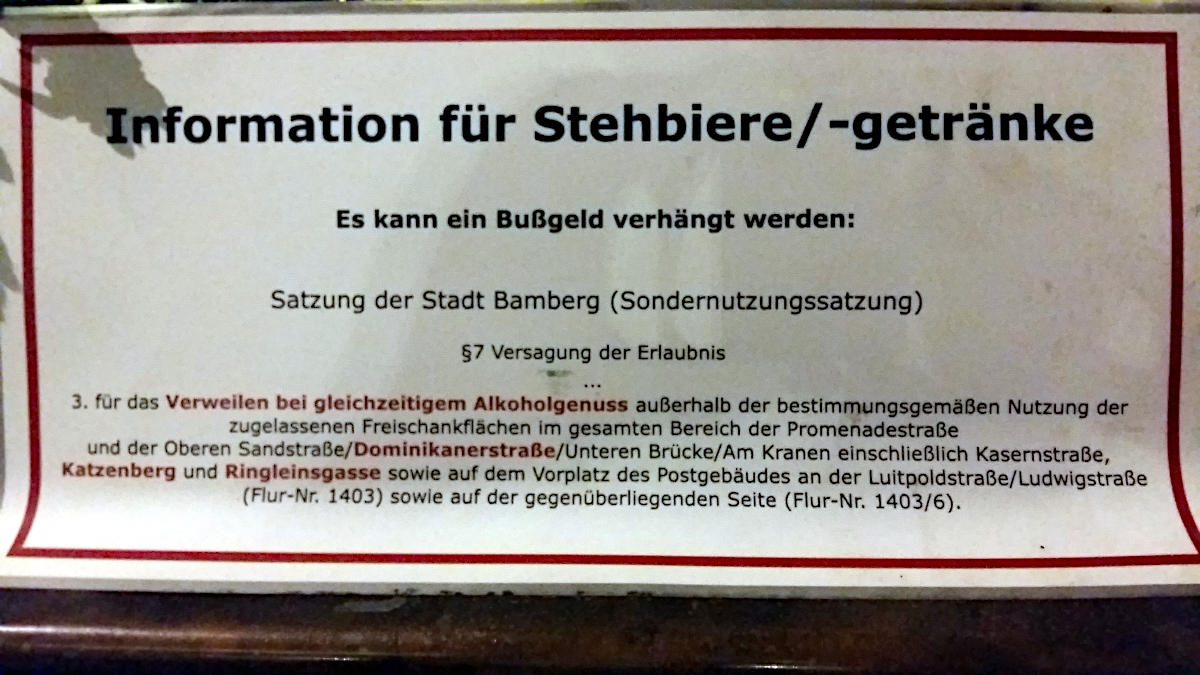 Information für Stehbiere/-getränke
Es kann ein Bußgeld verhängt werden:
Satzung der Stadt Bamberg (Sondernutzungssatzung)
§7 Versagung der Erlaubnis
...
3. für das Verweilen bei gleichzeitigem Alkoholgenuss außerhalb der bestimmungsgemäßen Nutzung der
zugelassenen Freischankflächen im gesamten Bereich der Promenadestraße
und der Oberen Sandstraße/Dominikanerstraße/Unteren Brücke/Am Kranen einschließlich Kasernstraße,
Katzenberg und Ringleinsgasse sowie auf dem Vorplatz des Postgebäudes an der Luitpoldstraße/Ludwigstraße
(Flur-Nr. 1403) sowie auf der gegenüberliegenden Seite (Flur-Nr. 1403/6).